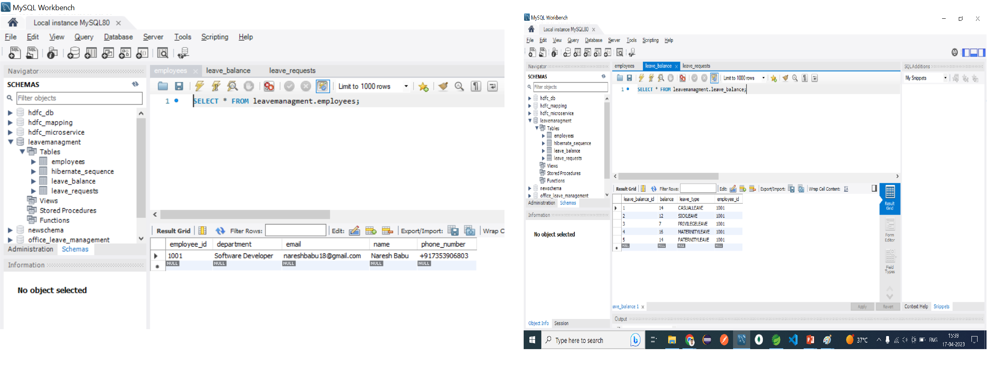 MySQL Workbench
Local instance MySQL80
File Edit View Query Database Server Tools Scripting Help
Navigator
SCHEMAS
Filter objects
hdfc_db
hdfc_mapping
hdfc_microservice
leavemanagment
Tables
employees
hibernate_sequence
leave_balance
leave_requests
Views
Stored Procedures
Functions
newschema
office_leave_management
Administration Schemas
Information
No object selected
employees leave_balance leave_requests
Limit to 1000 rows
1 SELECT * FROM leavemanagment.employees;
Result Grid Filter Rows: Edit: Export/Import: Wrap C
employee_id department email name phone_number
1001 Software Developer nareshbabu18@gmail.com Naresh Babu +917353906803
NULL NULL NULL NULL NULL
MySQL Workbench
Local instance MySQL80
File Edit View Query Database Server Tools Scripting Help
Navigator
SCHEMAS
Filter objects
hdfc_db
hdfc_mapping
hdfc_microservice
leavemanagment
Tables
employees
hibernate_sequence
leave_balance
leave_requests
Views
Stored Procedures
Functions
newschema
office_leave_management
Administration Schemas
Information
No object selected
Object Info Session
employees leave_balance leave_requests
Limit to 1000 rows
1 SELECT * FROM leavemanagment.leave_balance;
Result Grid Filter Rows: Edit: Export/Import: Wrap Cell Content:
leave_balance_id balance leave_type employee_id
1 14 CASUALLEAVE 1001
2 12 SICKLEAVE 1001
3 7 PRIVILEGELEAVE 1001
4 16 MATERNITYLEAVE 1001
5 14 PATERNITYLEAVE 1001
NULL NULL NULL NULL
Result
Grid
Form
Editor
Field
Types
ave_balance 1
Apply Revert
Output
SQLAdditions
My Snippets
Context Help Snippets
Type here to search
37°C
ENG
15:39
17-04-2023